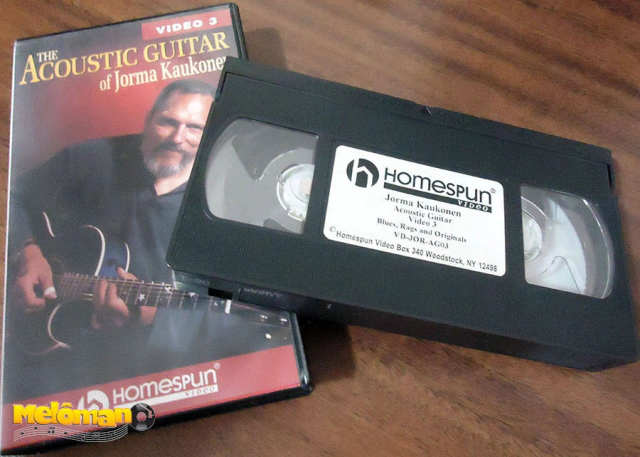 VIDEO 3
THE
ACOUSTIC GUITAR
of Jorma Kaukonen
HOMESPUN
VIDEO
Melôman
h HOMESPUN®
VIDEO
Jorma Kaukonen
Acoustic Guitar
Video 3
Blues, Rags and Originals
VD-JOR-AG03
© Homespun Video Box 340 Woodstock, NY 12498